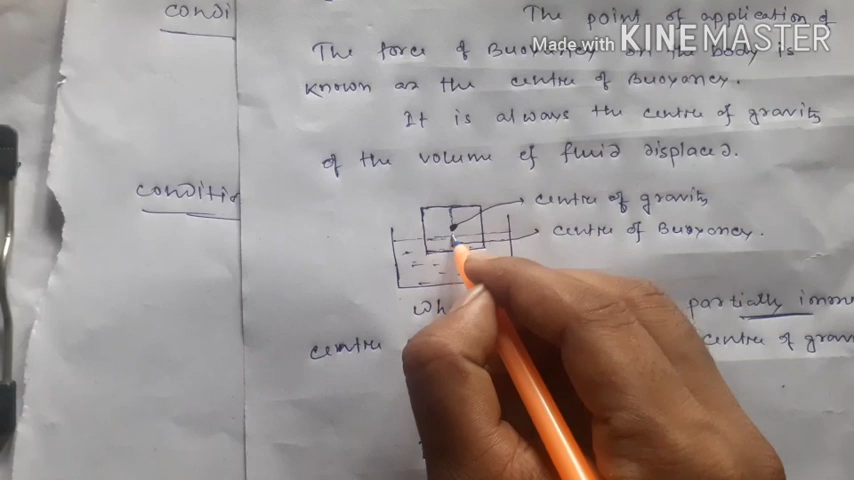 condi
The point of application of
The force of Buoyancy on the body is
Made with KINEMASTER
known as the centre of Buoyancy.
It is always the centre of gravity
of the volume of fluid displaced.
conditio
centre of gravity
centre of Buoyoncy.
wh partially imme
centre centre of grav